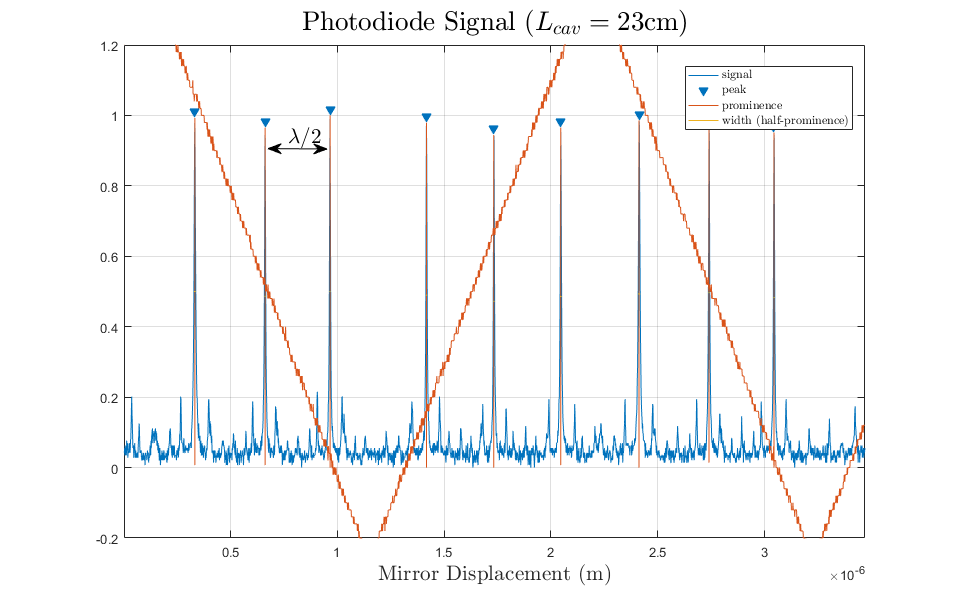 Photodiode Signal (L_cav = 23cm)
1.2
1
0.8
0.6
0.4
0.2
0
-0.2
signal
peak
prominence
width (half-prominence)
λ/2
0.5
1
1.5
2
2.5
3
×10^-6
Mirror Displacement (m)